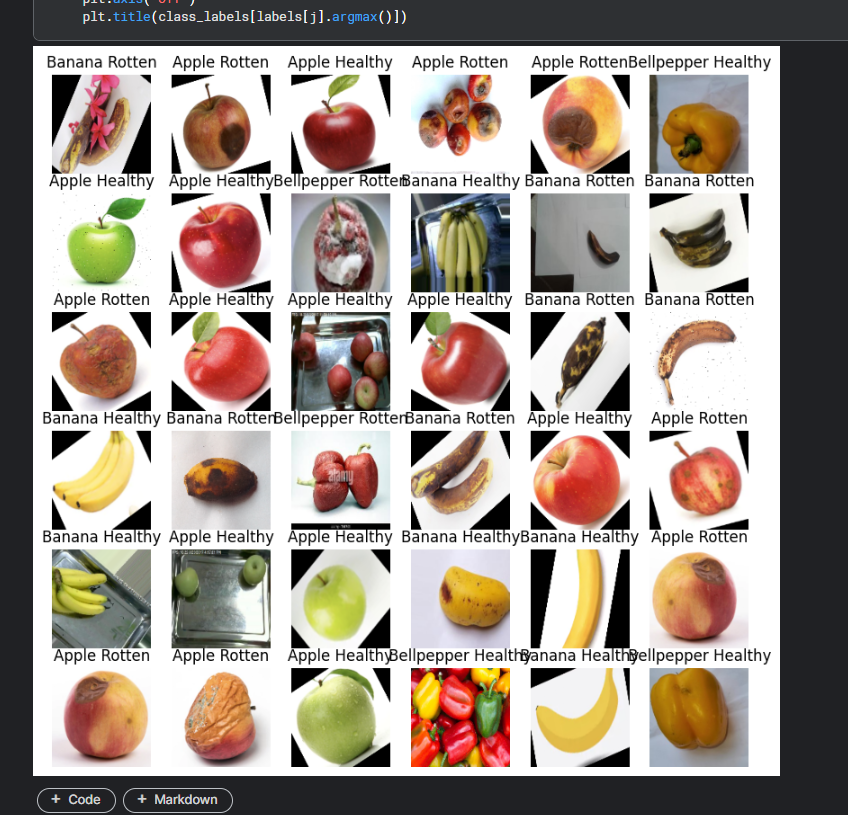 plt.axis("off")
plt.title(class_labels[labels[j].argmax()])
Banana Rotten Apple Rotten Apple Healthy Apple Rotten Apple Rotten Bellpepper Healthy
Apple Healthy Apple Healthy Bellpepper Rotten Banana Healthy Banana Rotten Banana Rotten
Apple Rotten Apple Healthy Apple Healthy Apple Healthy Banana Rotten Banana Rotten
Banana Healthy Banana Rotten Bellpepper Rotten Banana Rotten Apple Healthy Apple Rotten
alamy
Banana Healthy Apple Healthy Apple Healthy Banana Healthy Banana Healthy Apple Rotten
Apple Rotten Apple Rotten Apple Healthy Bellpepper Healthy Banana Healthy Bellpepper Healthy
+ Code + Markdown